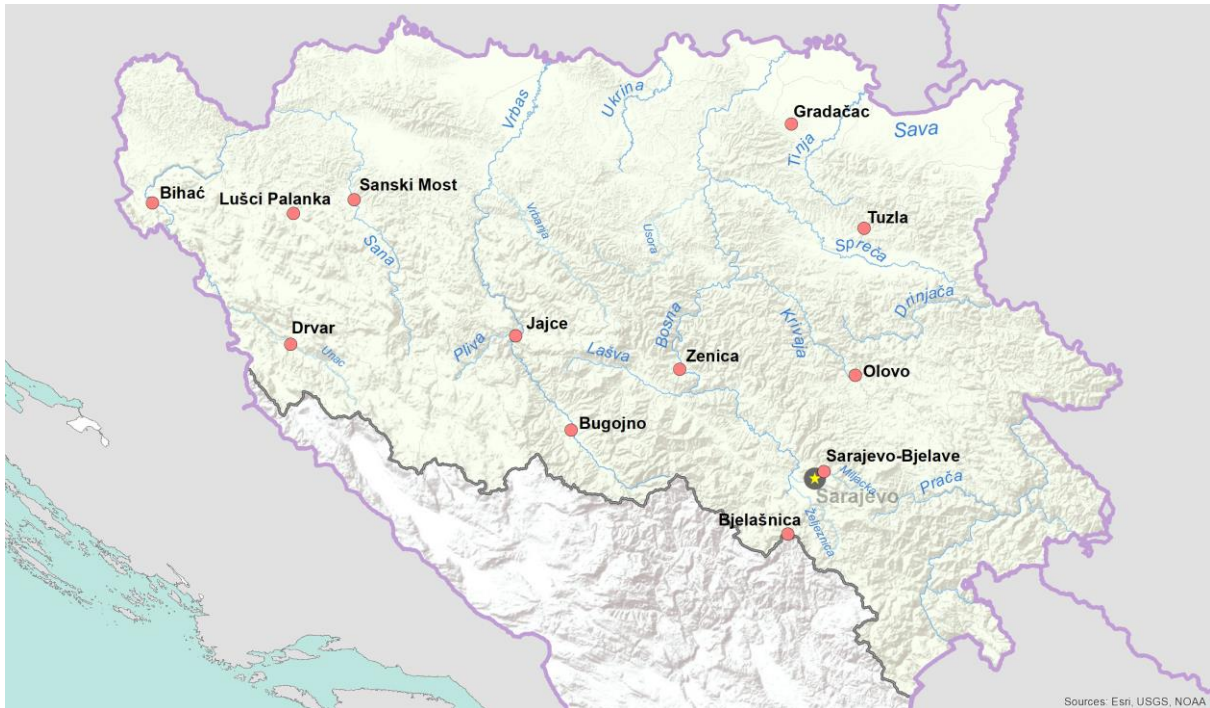 Vrbas
Ukrina
Gradačac
Sava
Tinja
Bihać
Lušci Palanka
Sanski Most
Vrbanja
Usora
Tuzla
Spreča
Sana
Drinjača
Drvar
Unac
Pliva
Jajce
Lašva
Bosna
Zenica
Krivaja
Olovo
Bugojno
Sarajevo-Bjelave
Miljacka
Prača
Sarajevo
Bjelašnica
Željeznica
Sources: Esri, USGS, NOAA